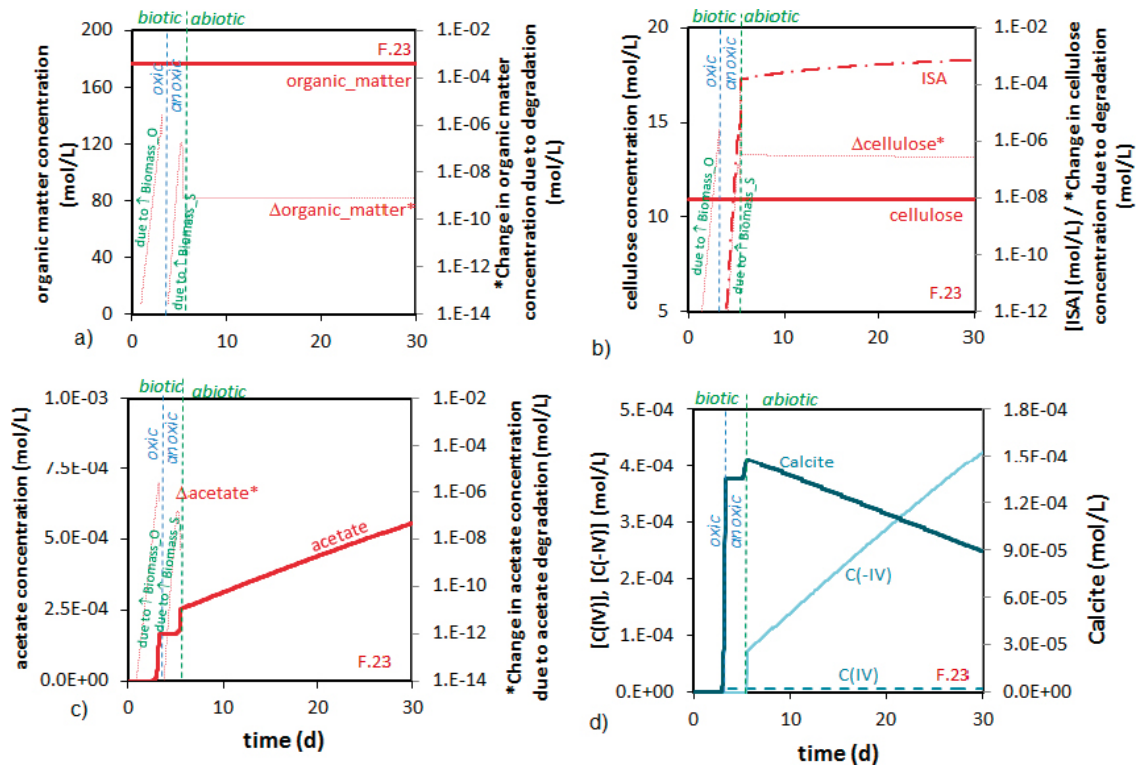 biotic abiotic
200
160
120
80
40
0
organic matter concentration
(mol/L)
oxic
anoxic
due to ↑ Biomass_O
due to ↑ Biomass_S
F.23
organic_matter
Δorganic_matter*
1.E-02
1.E-04
1.E-06
1.E-08
1.E-10
1.E-12
1.E-14
*Change in organic matter
concentration due to degradation
(mol/L)
0 10 20 30
a)
biotic abiotic
20
18
15
13
10
8
5
cellulose concentration (mol/L)
oxic
anoxic
due to ↑ Biomass_O
ISA
Δcellulose*
cellulose
due to ↑ Biomass_S
F.23
1.E-02
1.E-04
1.E-06
1.E-08
1.E-10
1.E-12
[ISA] (mol/L) / *Change in cellulose
concentration due to degradation
(mol/L)
0 10 20 30
b)
biotic abiotic
1.0E-03
7.5E-04
5.0E-04
2.5E-04
0.0E+00
acetate concentration (mol/L)
oxic
anoxic
due to ↑ Biomass_O
due to ↑ Biomass_S
Δacetate*
acetate
F.23
1.E-02
1.E-04
1.E-06
1.E-08
1.E-10
1.E-12
1.E-14
*Change in acetate concentration
due to acetate degradation (mol/L)
0 10 20 30
c)
time (d)
biotic abiotic
5.E-04
4.E-04
3.E-04
2.E-04
1.E-04
0.E+00
[C(IV)], [C(-IV)] (mol/L)
oxic
anoxic
Calcite
C(-IV)
C(IV)
F.23
1.8E-04
1.5E-04
1.2E-04
9.0E-05
6.0E-05
3.0E-05
0.0E+00
Calcite (mol/L)
0 10 20 30
d)
time (d)